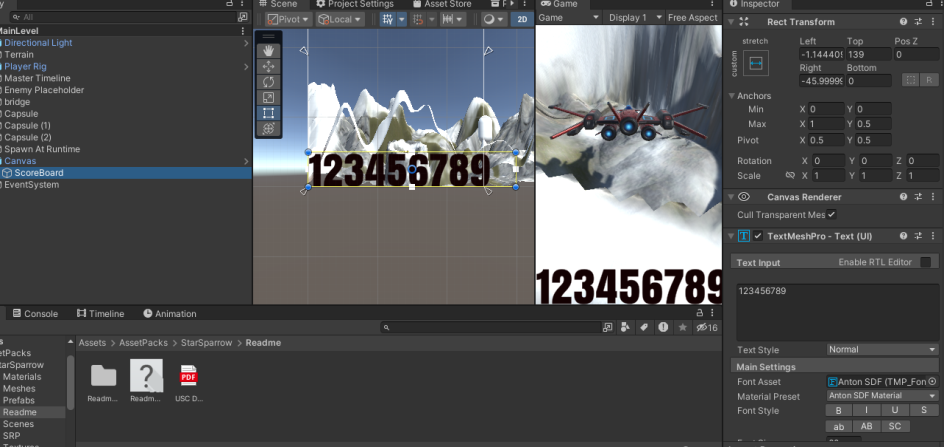 Scene
Project Settings
Asset Store
Game
Inspector
All
Pivot
Local
2D
Game
Display 1
Free Aspect
MainLevel
Directional Light
Terrain
Player Rig
Master Timeline
Enemy Placeholder
bridge
Capsule
Capsule (1)
Capsule (2)
Spawn At Runtime
Canvas
ScoreBoard
EventSystem
123456789
123456789
Rect Transform
stretch
custom
Left
Top
Pos Z
-1.14440
139
0
Right
Bottom
-45.99999
0
R
Anchors
Min
X 0
Y 0
Max
X 1
Y 0.5
Pivot
X 0.5
Y 0.5
Rotation
X 0
Y 0
Z 0
Scale
X 1
Y 1
Z 1
Canvas Renderer
Cull Transparent Mes
TextMeshPro - Text (UI)
Text Input
Enable RTL Editor
123456789
Text Style
Normal
Main Settings
Font Asset
Anton SDF (TMP_Fon
Material Preset
Anton SDF Material
Font Style
B I U S
ab AB SC
Console
Timeline
Animation
16
Assets > AssetPacks > StarSparrow > Readme
Materials
Meshes
Prefabs
Readme
Scenes
SRP
Readm...
Readm...
PDF
USC D...